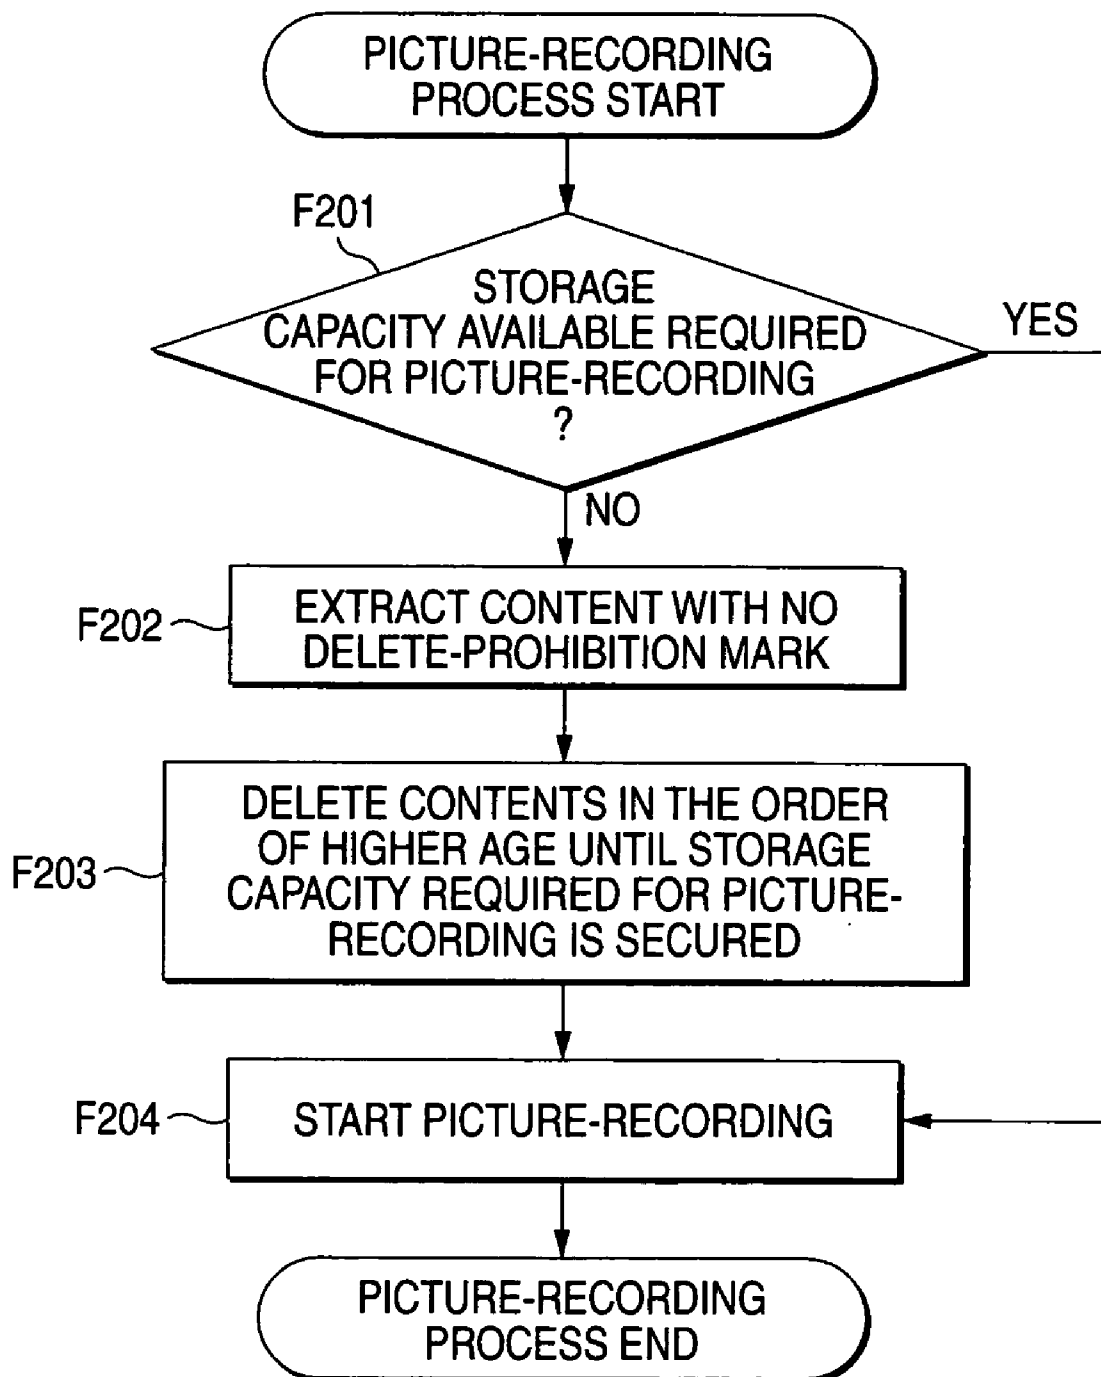 PICTURE-RECORDING
PROCESS START
F201
STORAGE
CAPACITY AVAILABLE REQUIRED
FOR PICTURE-RECORDING
?
YES
NO
F202
EXTRACT CONTENT WITH NO
DELETE-PROHIBITION MARK
F203
DELETE CONTENTS IN THE ORDER
OF HIGHER AGE UNTIL STORAGE
CAPACITY REQUIRED FOR PICTURE-
RECORDING IS SECURED
F204
START PICTURE-RECORDING
PICTURE-RECORDING
PROCESS END